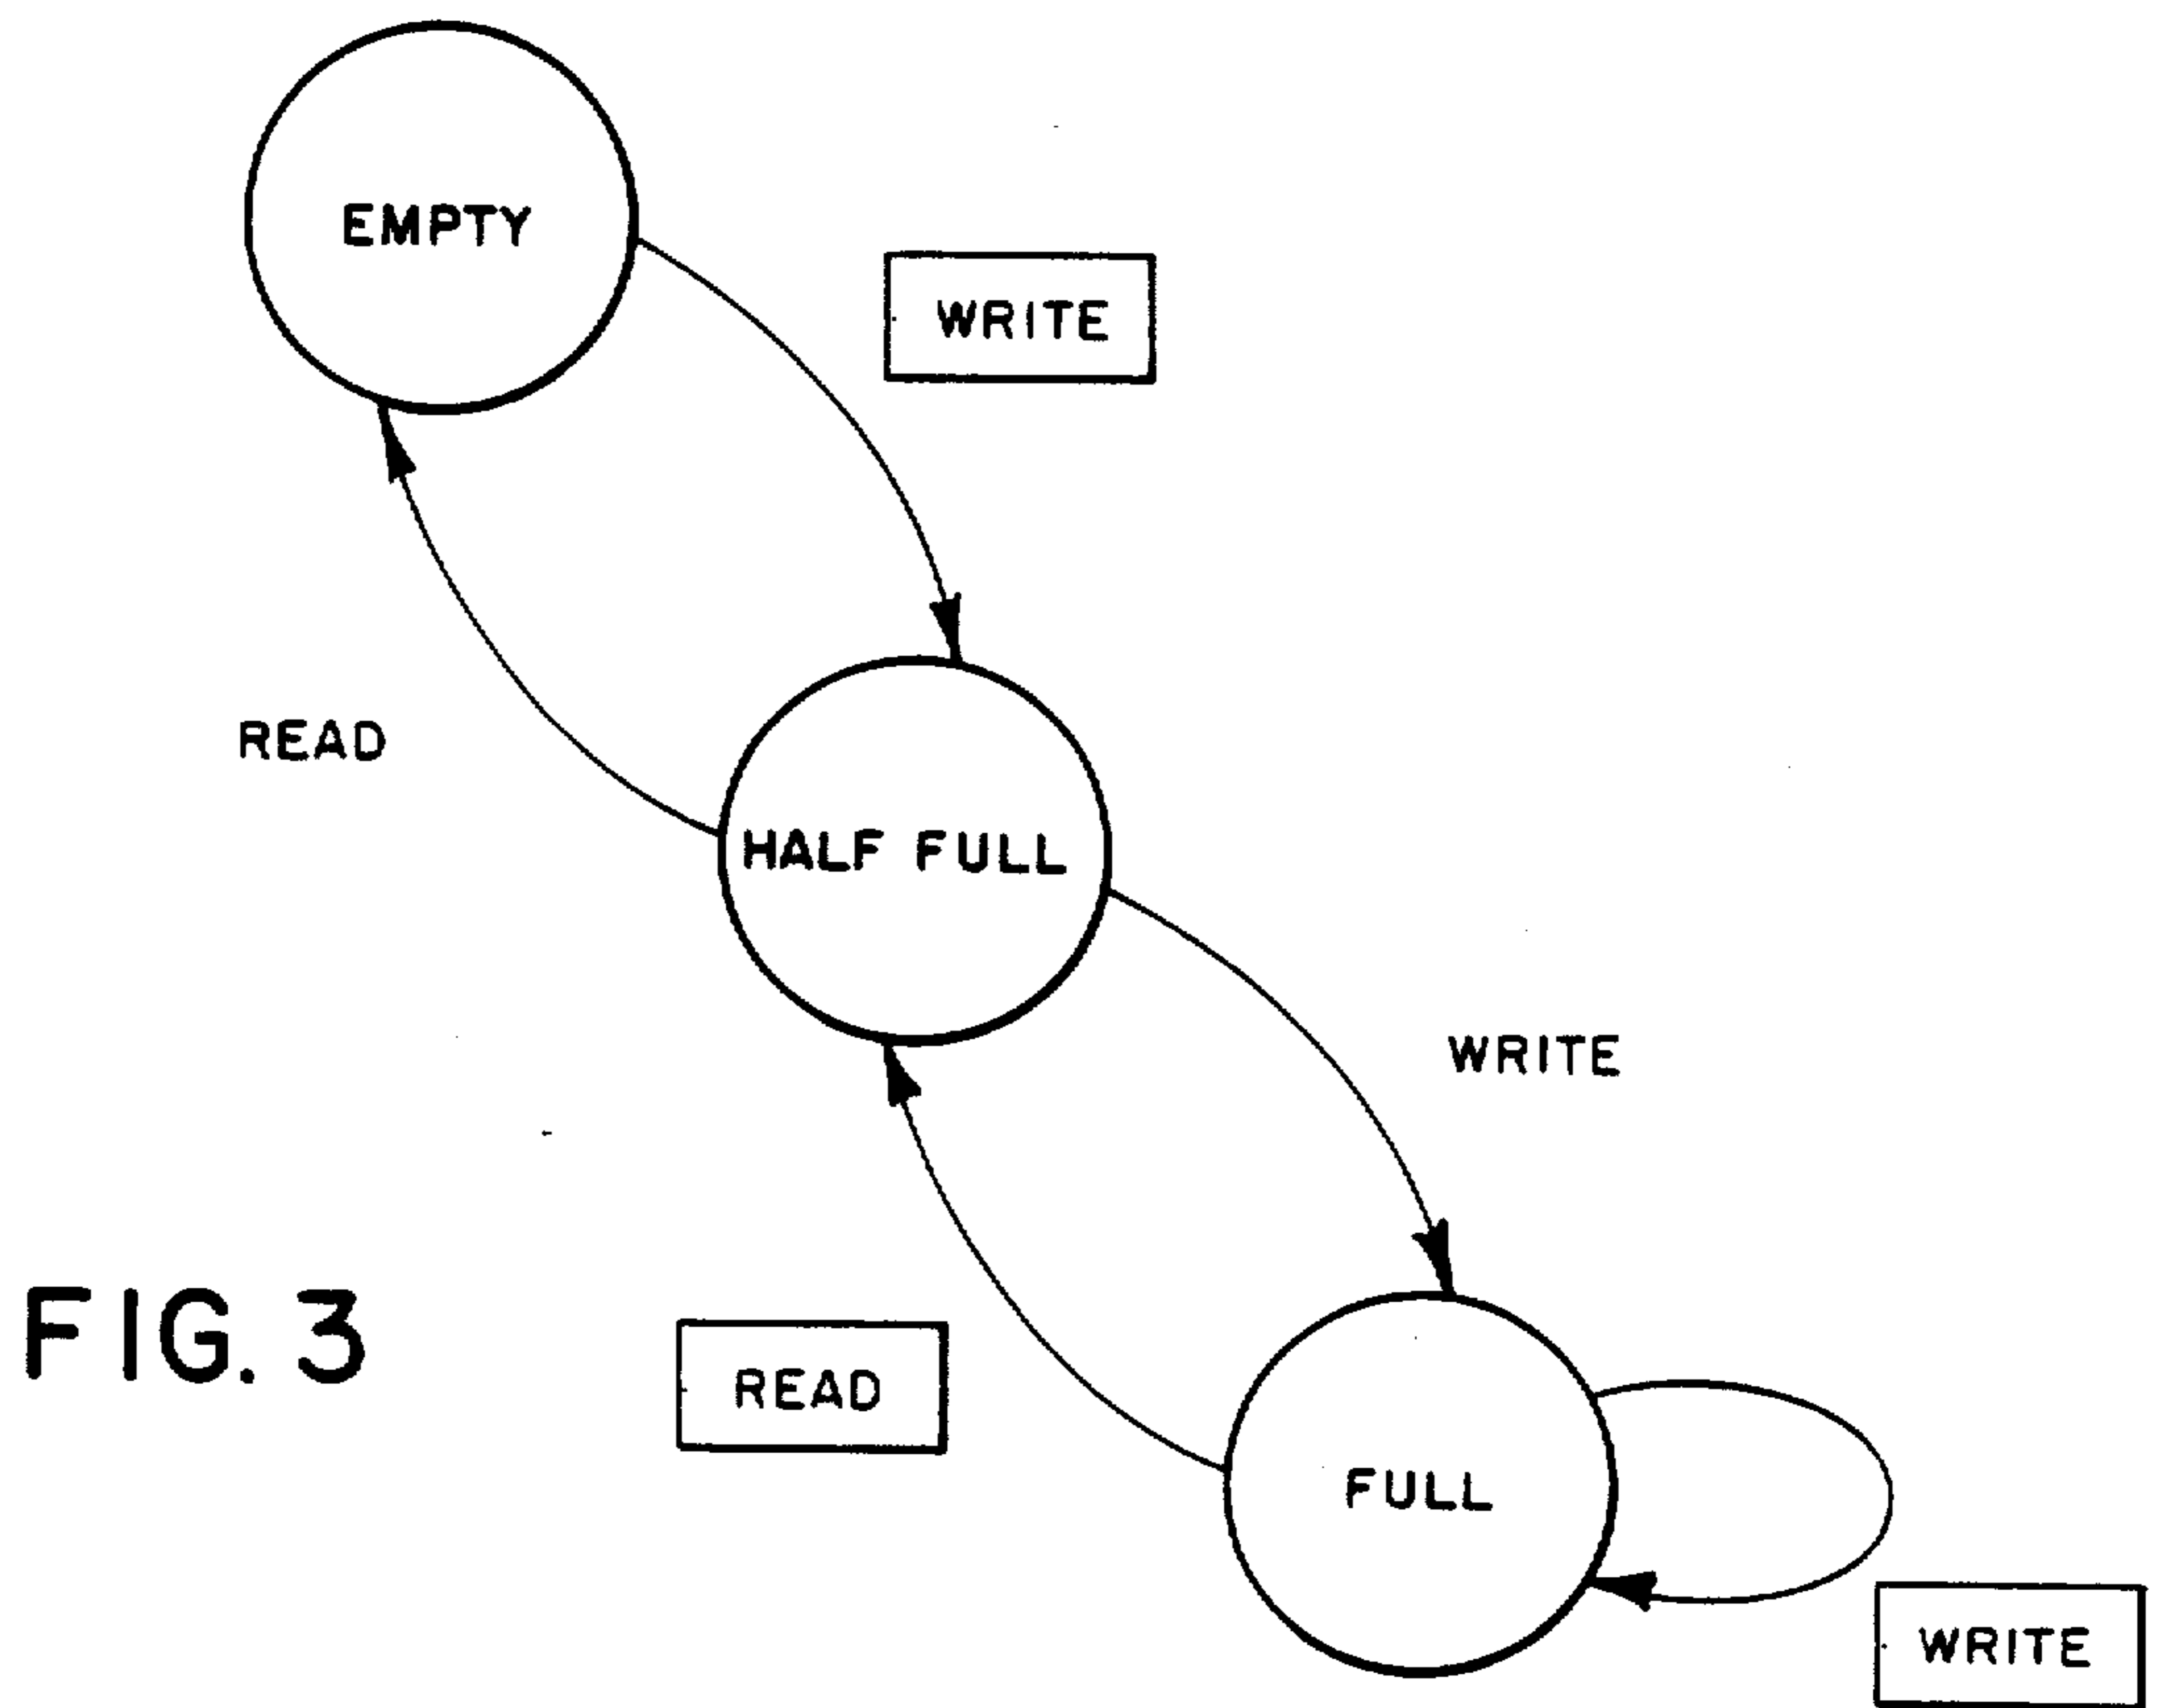 EMPTY
WRITE
READ
HALF FULL
WRITE
FIG. 3
READ
FULL
WRITE